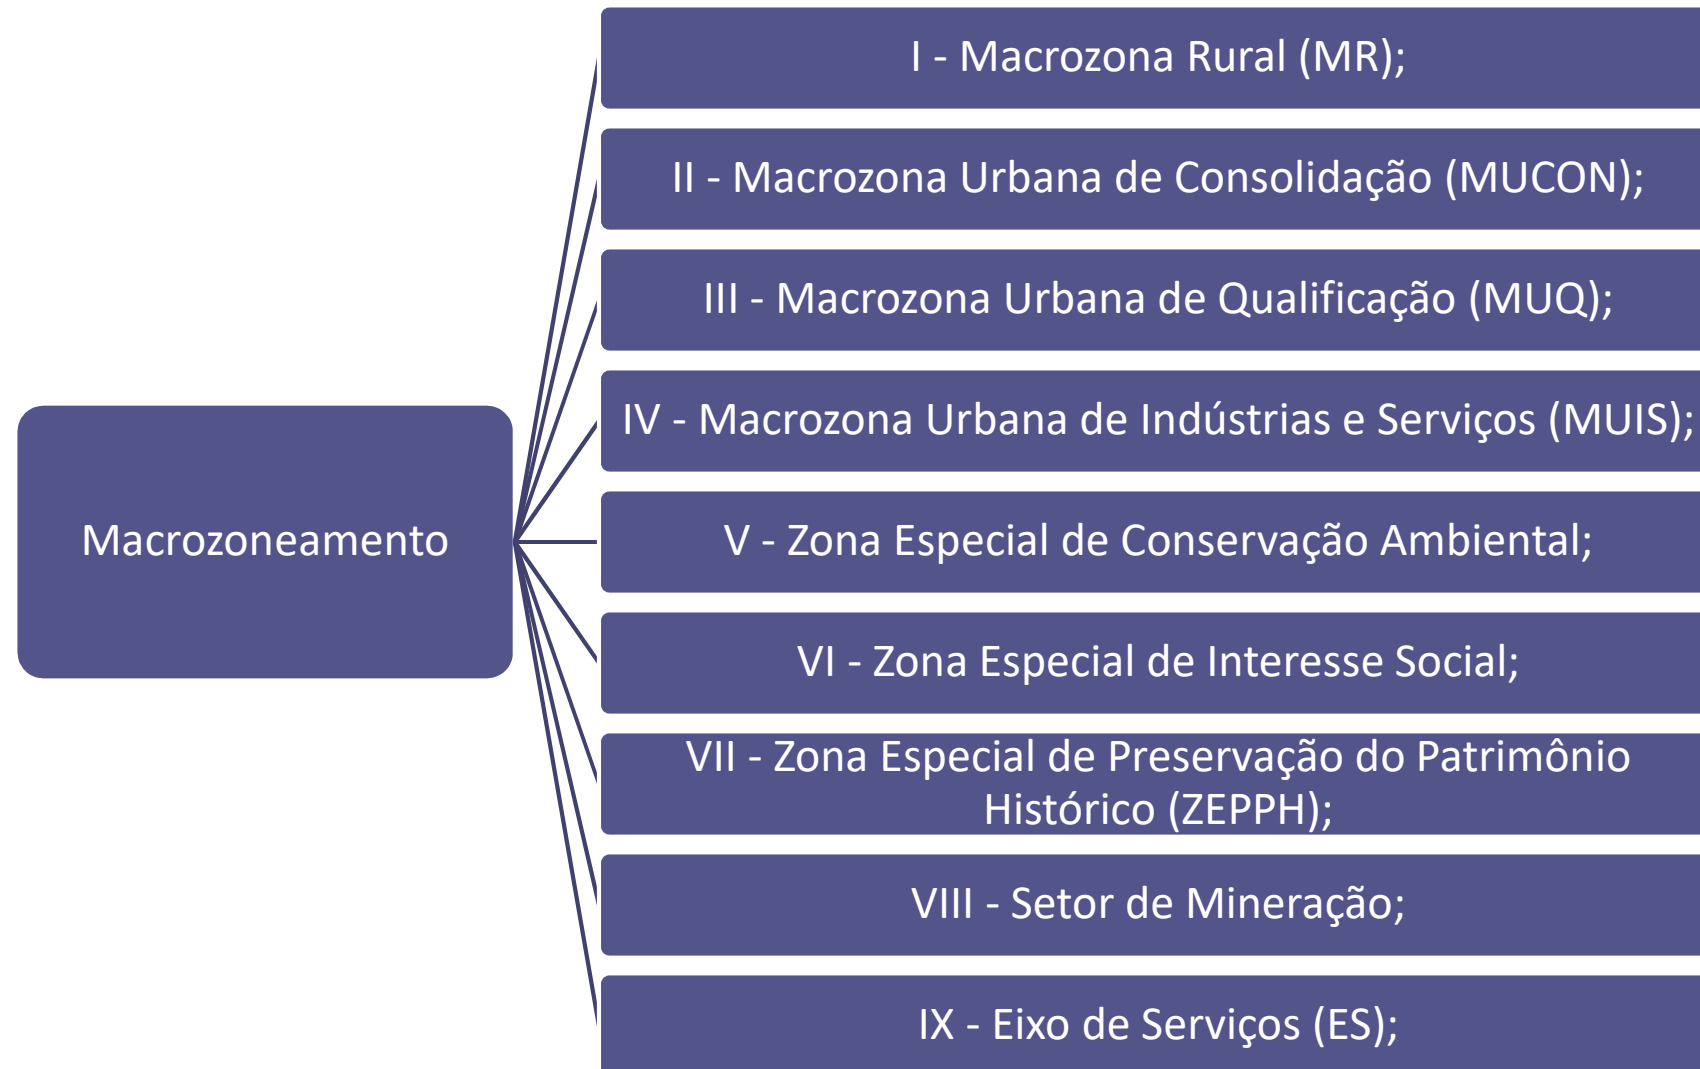 Macrozoneamento
I - Macrozona Rural (MR);
II - Macrozona Urbana de Consolidação (MUCON);
III - Macrozona Urbana de Qualificação (MUQ);
IV - Macrozona Urbana de Indústrias e Serviços (MUIS);
V - Zona Especial de Conservação Ambiental;
VI - Zona Especial de Interesse Social;
VII - Zona Especial de Preservação do Patrimônio
Histórico (ZEPPH);
VIII - Setor de Mineração;
IX - Eixo de Serviços (ES);